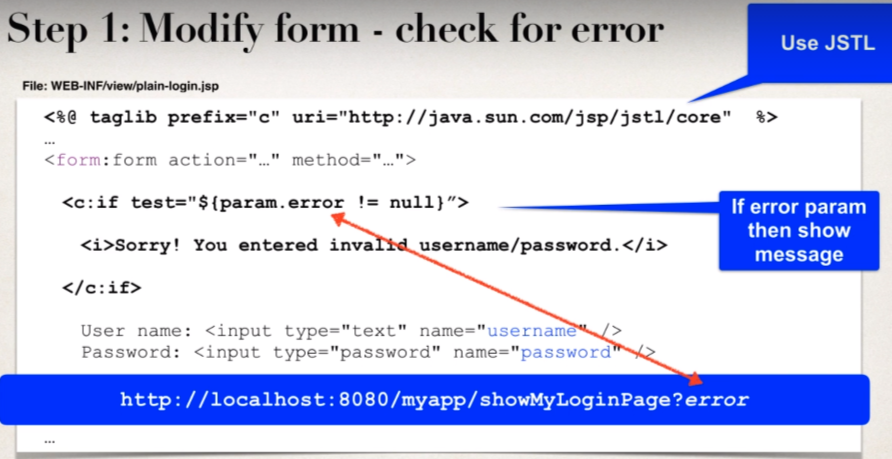 Step 1: Modify form - check for error
Use JSTL
File: WEB-INF/view/plain-login.jsp
<%@ taglib prefix="c" uri="http://java.sun.com/jsp/jstl/core"  %>
…
<form:form action="…" method="…">
<c:if test="${param.error != null}”>
If error param
then show
message
<i>Sorry! You entered invalid username/password.</i>
</c:if>
User name: <input type="text" name="username" />
Password: <input type="password" name="password" />
http://localhost:8080/myapp/showMyLoginPage?error
…